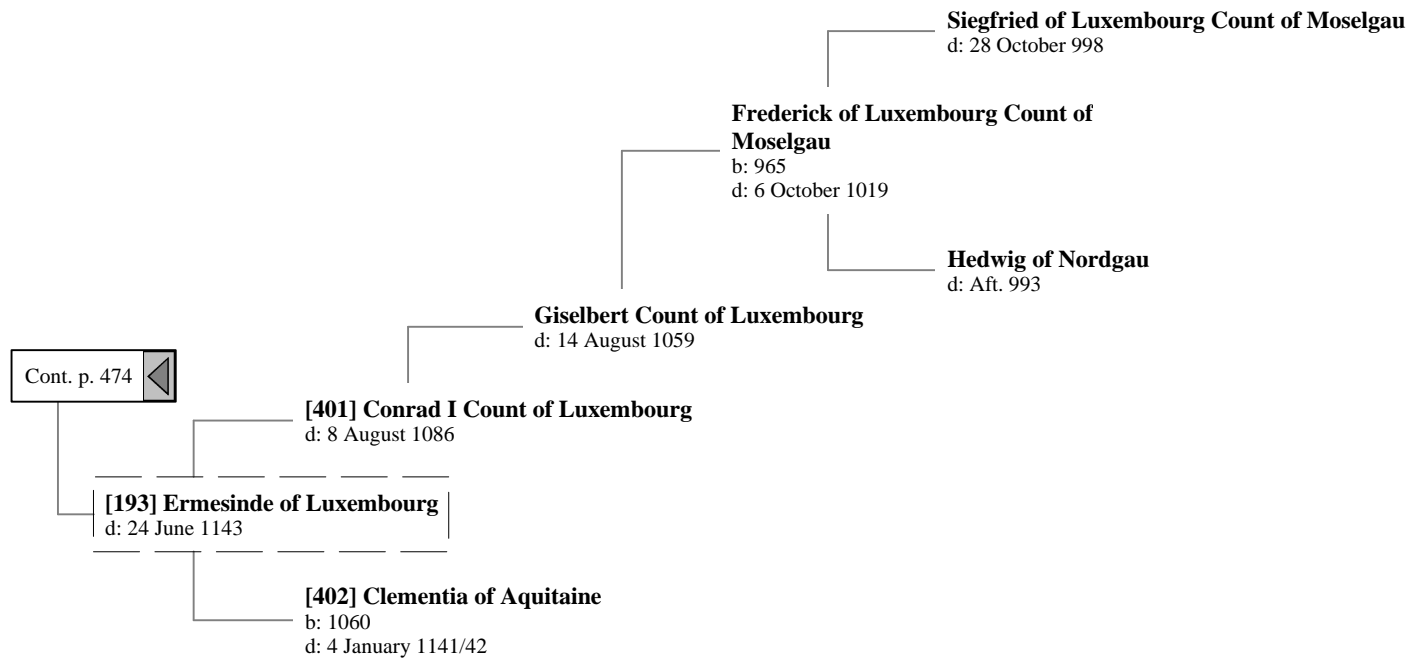 Siegfried of Luxembourg Count of Moselgau
d: 28 October 998
Frederick of Luxembourg Count of
Moselgau
b: 965
d: 6 October 1019
Hedwig of Nordgau
d: Aft. 993
Giselbert Count of Luxembourg
d: 14 August 1059
Cont. p. 474
[401] Conrad I Count of Luxembourg
d: 8 August 1086
[193] Ermesinde of Luxembourg
d: 24 June 1143
[402] Clementia of Aquitaine
b: 1060
d: 4 January 1141/42